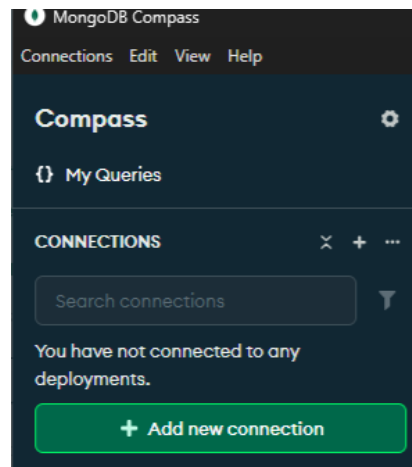 MongoDB Compass
Connections Edit View Help
Compass
{} My Queries
CONNECTIONS
Search connections
You have not connected to any
deployments.
+ Add new connection